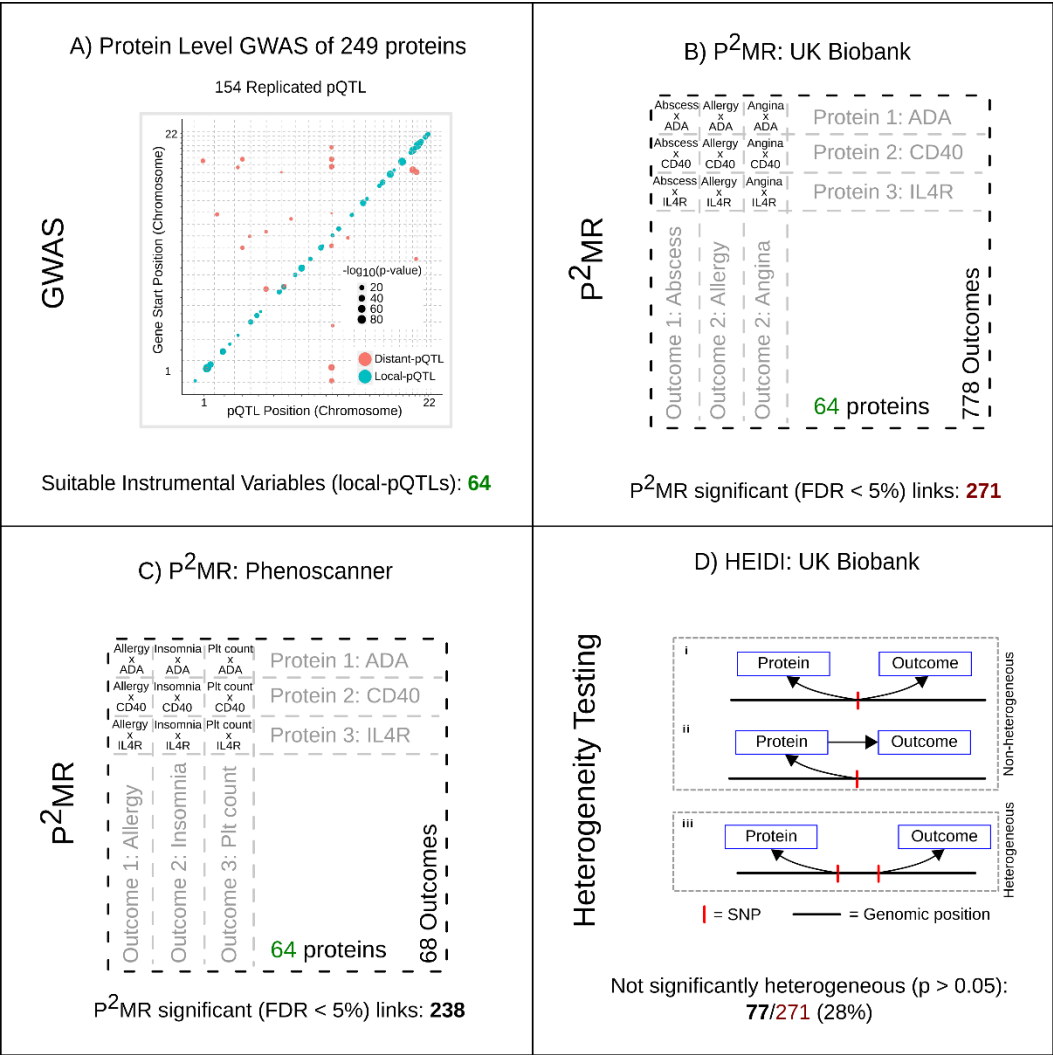 A) Protein Level GWAS of 249 proteins
154 Replicated pQTL
GWAS
Gene Start Position (Chromosome)
22
1
-log10(p-value)
20
40
60
80
Distant-pQTL
Local-pQTL
1
22
pQTL Position (Chromosome)
Suitable Instrumental Variables (local-pQTLs): 64
B) P²MR: UK Biobank
P²MR
Abscess x ADA
Allergy x ADA
Angina x ADA
Protein 1: ADA
Abscess x CD40
Allergy x CD40
Angina x CD40
Protein 2: CD40
Abscess x IL4R
Allergy x IL4R
Angina x IL4R
Protein 3: IL4R
Outcome 1: Abscess
Outcome 2: Allergy
Outcome 2: Angina
64 proteins
778 Outcomes
P²MR significant (FDR < 5%) links: 271
C) P²MR: Phenoscanner
P²MR
Allergy x ADA
Insomnia x ADA
Plt count x ADA
Protein 1: ADA
Allergy x CD40
Insomnia x CD40
Plt count x CD40
Protein 2: CD40
Allergy x IL4R
Insomnia x IL4R
Plt count x IL4R
Protein 3: IL4R
Outcome 1: Allergy
Outcome 2: Insomnia
Outcome 3: Plt count
64 proteins
68 Outcomes
P²MR significant (FDR < 5%) links: 238
D) HEIDI: UK Biobank
Heterogeneity Testing
i
Protein
Outcome
ii
Protein
Outcome
Non-heterogeneous
iii
Protein
Outcome
Heterogeneous
= SNP
= Genomic position
Not significantly heterogeneous (p > 0.05):
77/271 (28%)